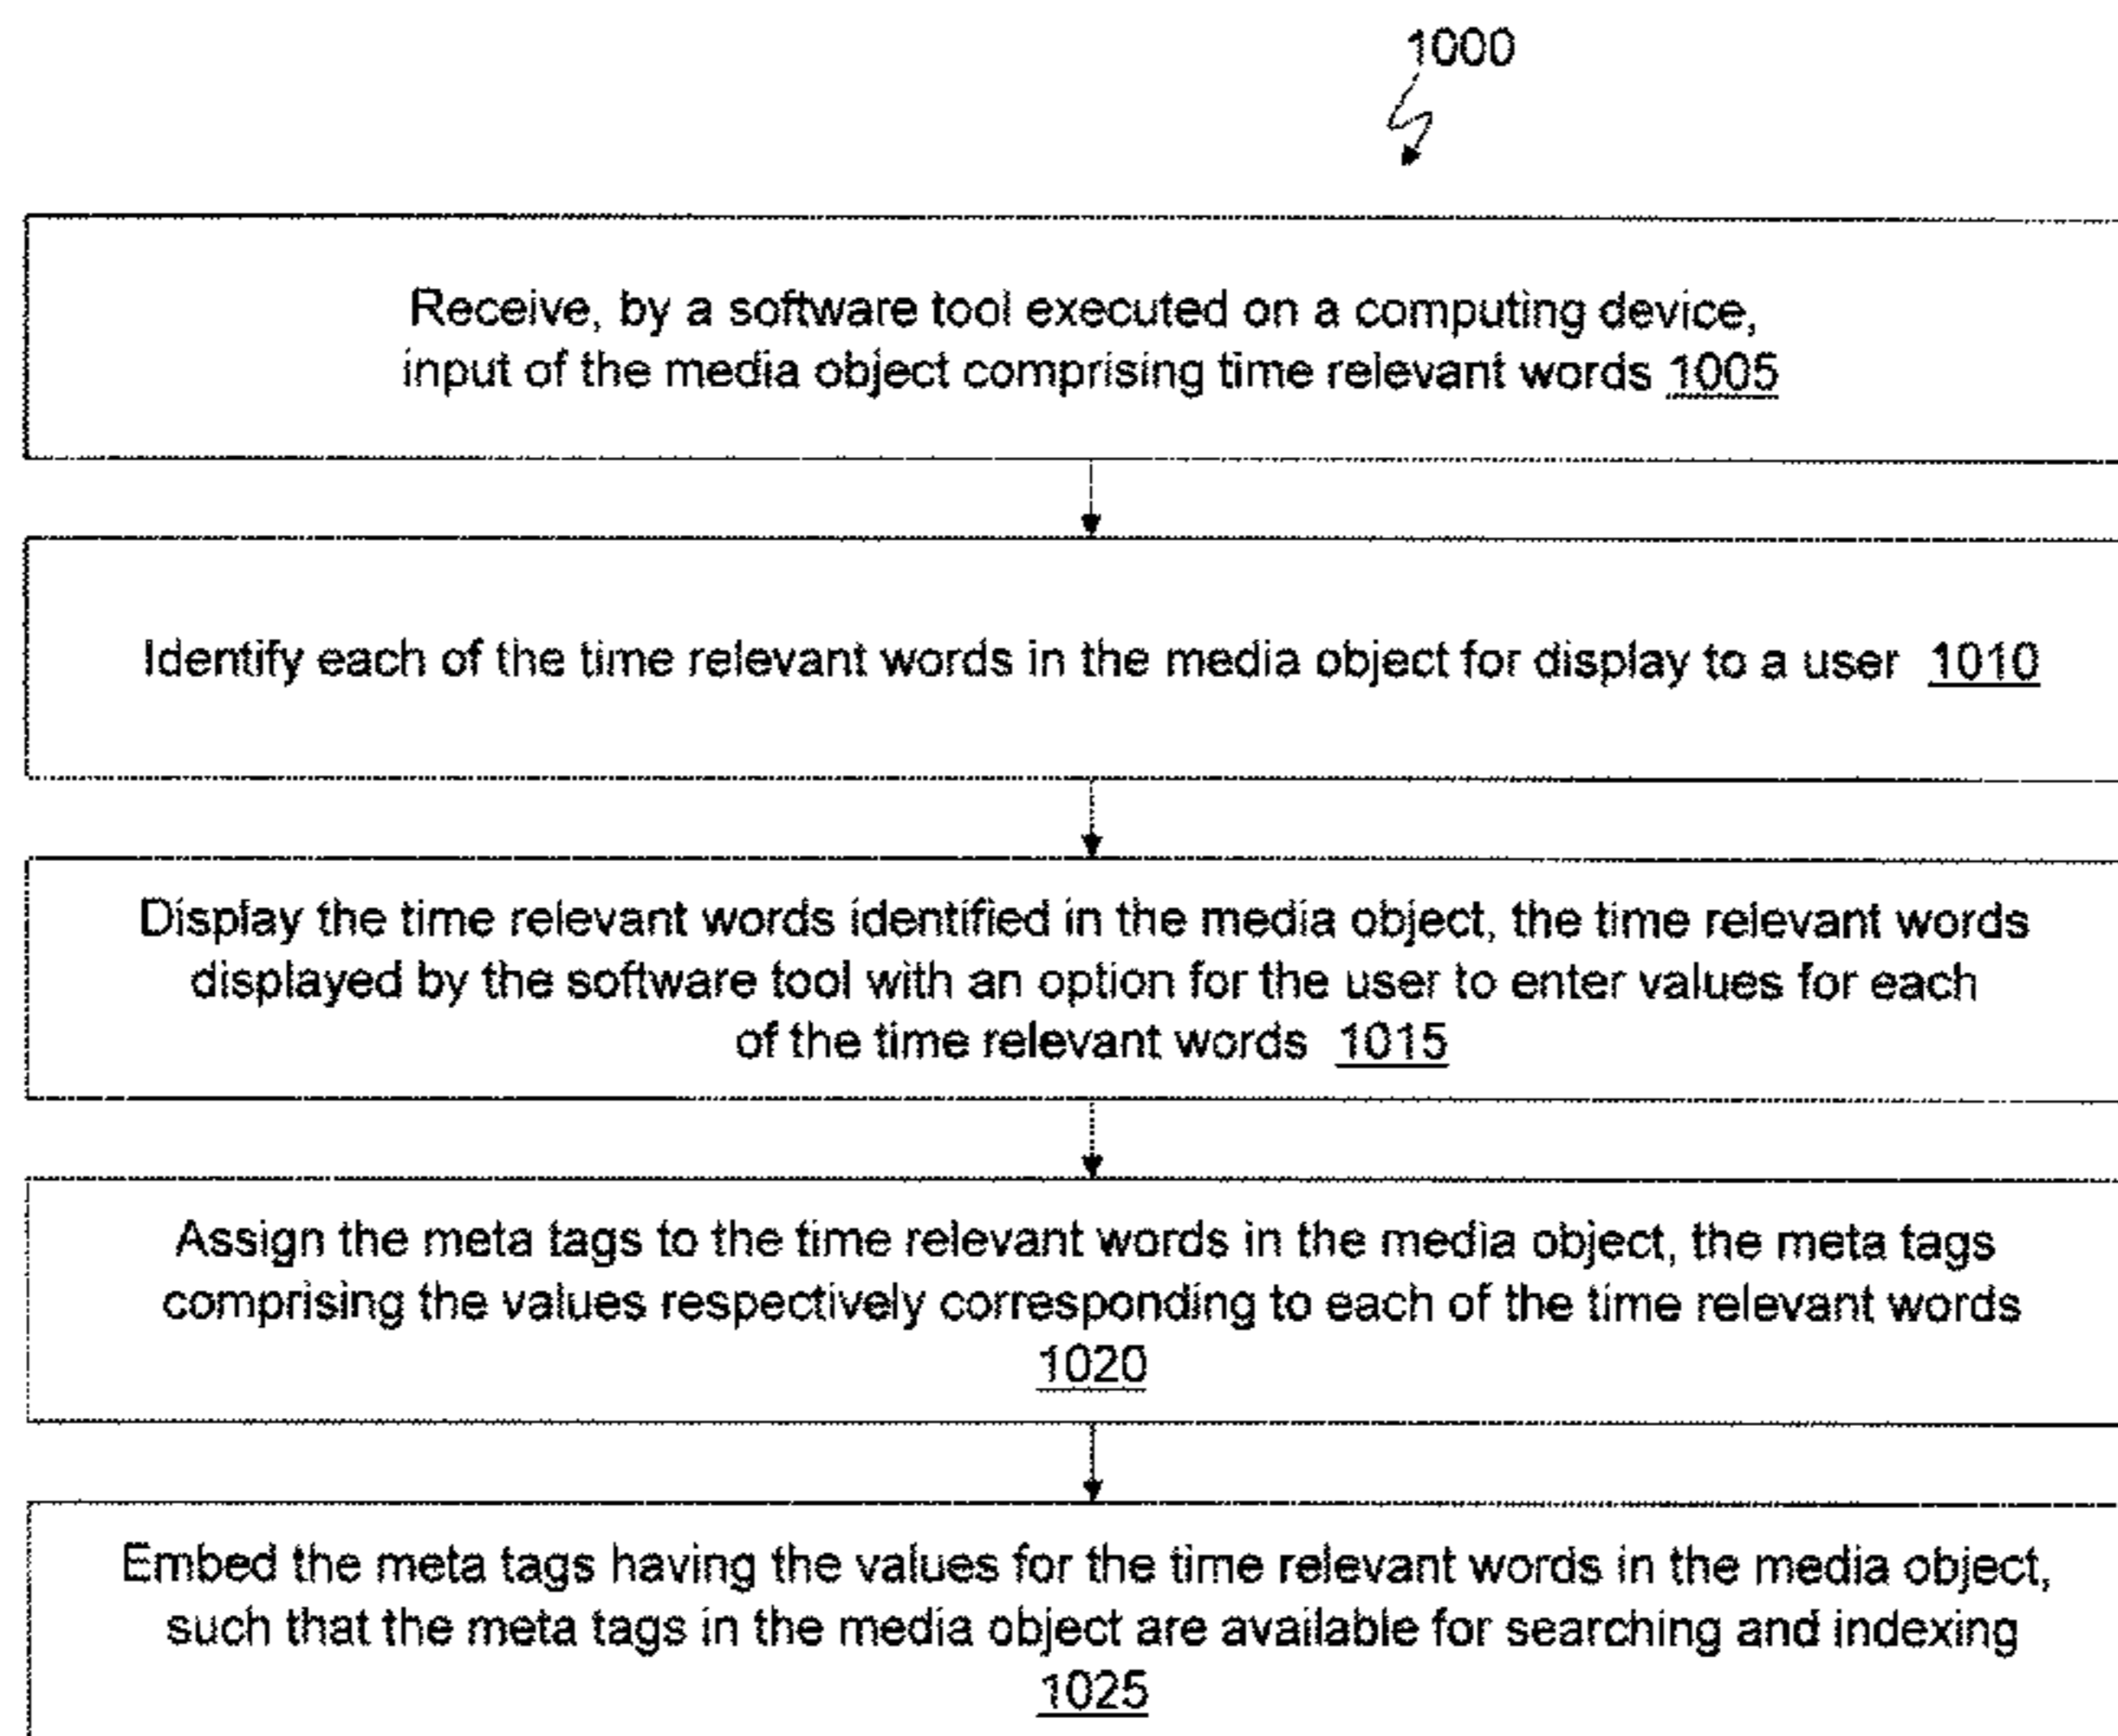 1000
Receive, by a software tool executed on a computing device,
input of the media object comprising time relevant words 1005
Identify each of the time relevant words in the media object for display to a user 1010
Display the time relevant words identified in the media object, the time relevant words
displayed by the software tool with an option for the user to enter values for each
of the time relevant words 1015
Assign the meta tags to the time relevant words in the media object, the meta tags
comprising the values respectively corresponding to each of the time relevant words
1020
Embed the meta tags having the values for the time relevant words in the media object,
such that the meta tags in the media object are available for searching and indexing
1025